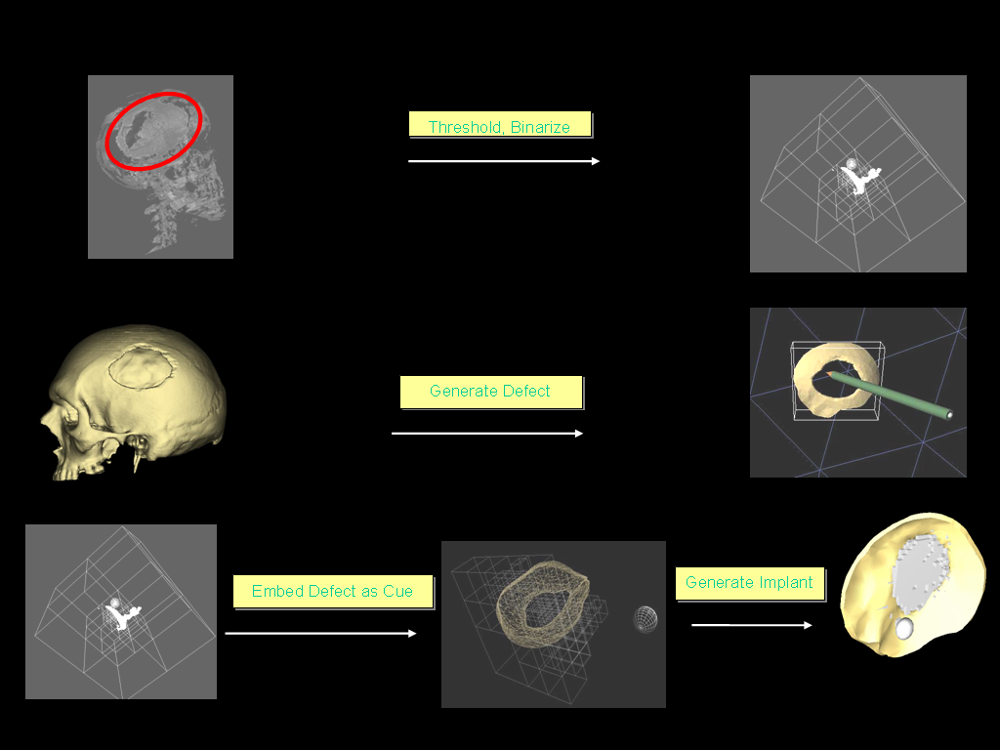 Threshold, Binarize
Generate Defect
Embed Defect as Cue
Generate Implant